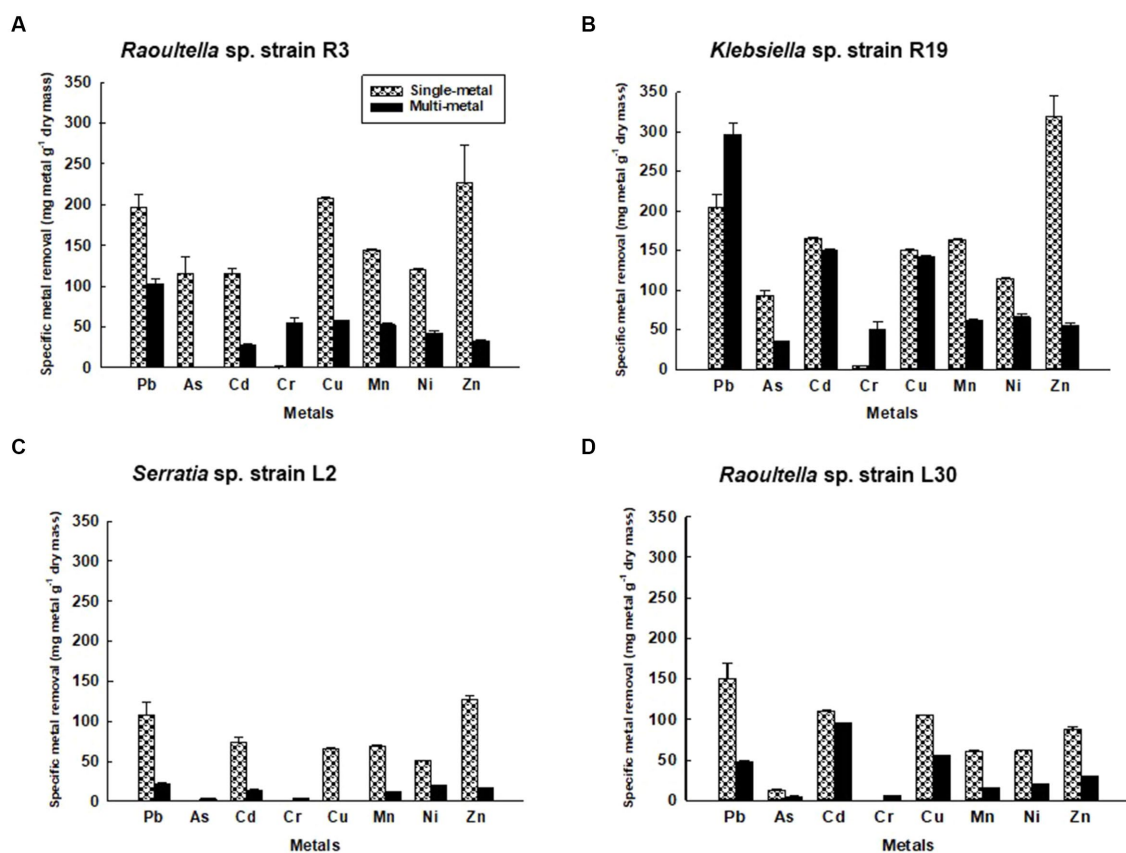 A
Raoultella sp. strain R3
Specific metal removal (mg metal g⁻¹ dry mass)
350
300
250
200
150
100
50
0
Single-metal
Multi-metal
Pb As Cd Cr Cu Mn Ni Zn
Metals
B
Klebsiella sp. strain R19
Specific metal removal (mg metal g⁻¹ dry mass)
350
300
250
200
150
100
50
0
Pb As Cd Cr Cu Mn Ni Zn
Metals
C
Serratia sp. strain L2
Specific metal removal (mg metal g⁻¹ dry mass)
350
300
250
200
150
100
50
0
Pb As Cd Cr Cu Mn Ni Zn
Metals
D
Raoultella sp. strain L30
Specific metal removal (mg metal g⁻¹ dry mass)
350
300
250
200
150
100
50
0
Pb As Cd Cr Cu Mn Ni Zn
Metals